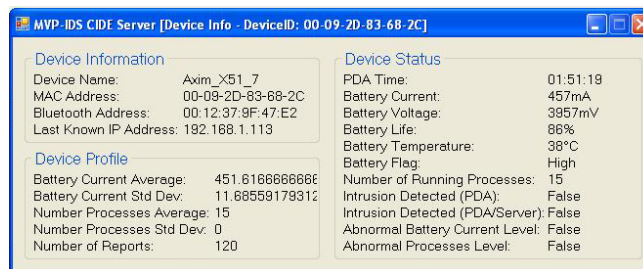 MVP-IDS CIDE Server [Device Info - DeviceID: 00-09-2D-83-68-2C]
Device Information
Device Name: Axim_X51_7
MAC Address: 00-09-2D-83-68-2C
Bluetooth Address: 00:12:37:9F:47:E2
Last Known IP Address: 192.168.1.113
Device Profile
Battery Current Average: 451.6166666666
Battery Current Std Dev: 11.68559179312
Number Processes Average: 15
Number Processes Std Dev: 0
Number of Reports: 120
Device Status
PDA Time: 01:51:19
Battery Current: 457mA
Battery Voltage: 3957mV
Battery Life: 86%
Battery Temperature: 38°C
Battery Flag: High
Number of Running Processes: 15
Intrusion Detected (PDA): False
Intrusion Detected (PDA/Server): False
Abnormal Battery Current Level: False
Abnormal Processes Level: False